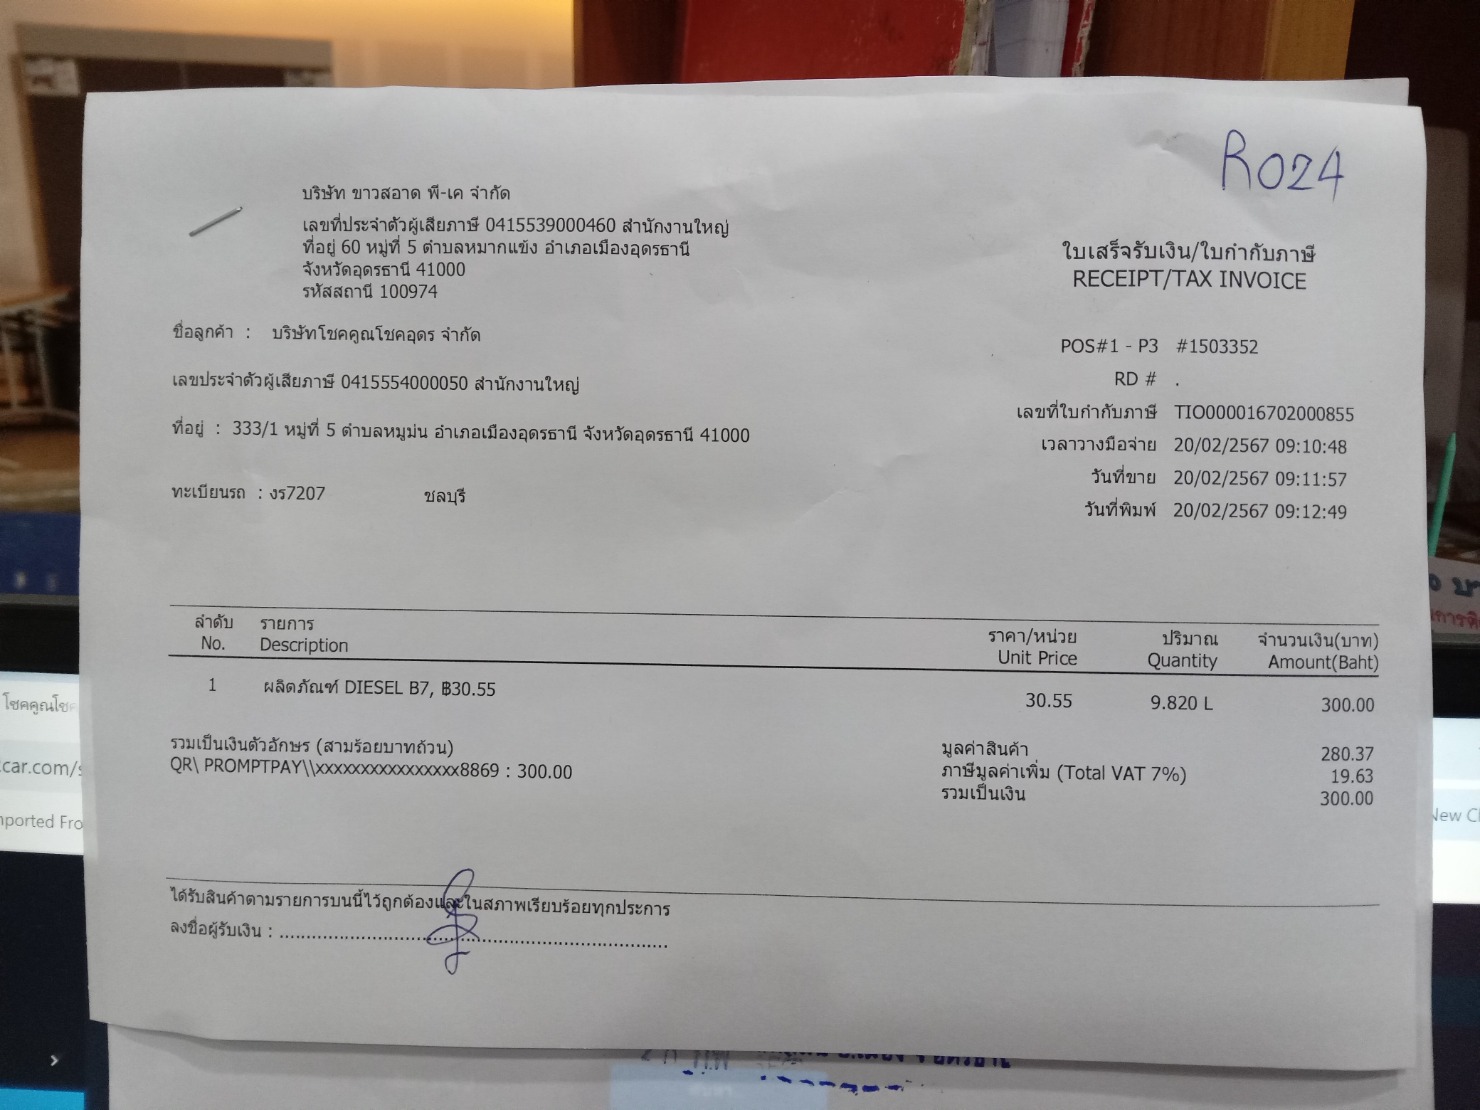 RO24
บริษัท ขาวสอาด พี-เค จำกัด
เลขที่ประจำตัวผู้เสียภาษี 0415539000460 สำนักงานใหญ่
ที่อยู่ 60 หมู่ที่ 5 ตำบลหมากแข้ง อำเภอเมืองอุดรธานี
จังหวัดอุดรธานี 41000
รหัสสถานี 100974
ใบเสร็จรับเงิน/ใบกำกับภาษี
RECEIPT/TAX INVOICE
ชื่อลูกค้า : บริษัทโชคคูณโชคอุดร จำกัด
เลขประจำตัวผู้เสียภาษี 0415554000050 สำนักงานใหญ่
ที่อยู่ : 333/1 หมู่ที่ 5 ตำบลหมูม่น อำเภอเมืองอุดรธานี จังหวัดอุดรธานี 41000
ทะเบียนรถ : งร7207 ชลบุรี
POS#1 - P3 #1503352
RD # .
เลขที่ใบกำกับภาษี TIO000016702000855
เวลาวางมือจ่าย 20/02/2567 09:10:48
วันที่ขาย 20/02/2567 09:11:57
วันที่พิมพ์ 20/02/2567 09:12:49
ลำดับ รายการ ราคา/หน่วย ปริมาณ จำนวนเงิน(บาท)
No. Description Unit Price Quantity Amount(Baht)
1 ผลิตภัณฑ์ DIESEL B7, ฿30.55 30.55 9.820 L 300.00
รวมเป็นเงินตัวอักษร (สามร้อยบาทถ้วน)
QR\ PROMPTPAY\\xxxxxxxxxxxxxxxx8869 : 300.00
มูลค่าสินค้า 280.37
ภาษีมูลค่าเพิ่ม (Total VAT 7%) 19.63
รวมเป็นเงิน 300.00
ได้รับสินค้าตามรายการบนนี้ไว้ถูกต้องและในสภาพเรียบร้อยทุกประการ
ลงชื่อผู้รับเงิน :
โชคคูณโชค
car.com/s
ported Fro
New C